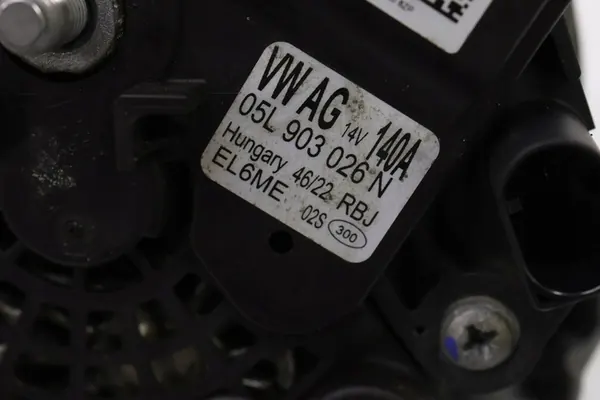 VW AG 14V 140A
05L 903 026 N
Hungary 46/22 RBJ
EL6ME 02S 300